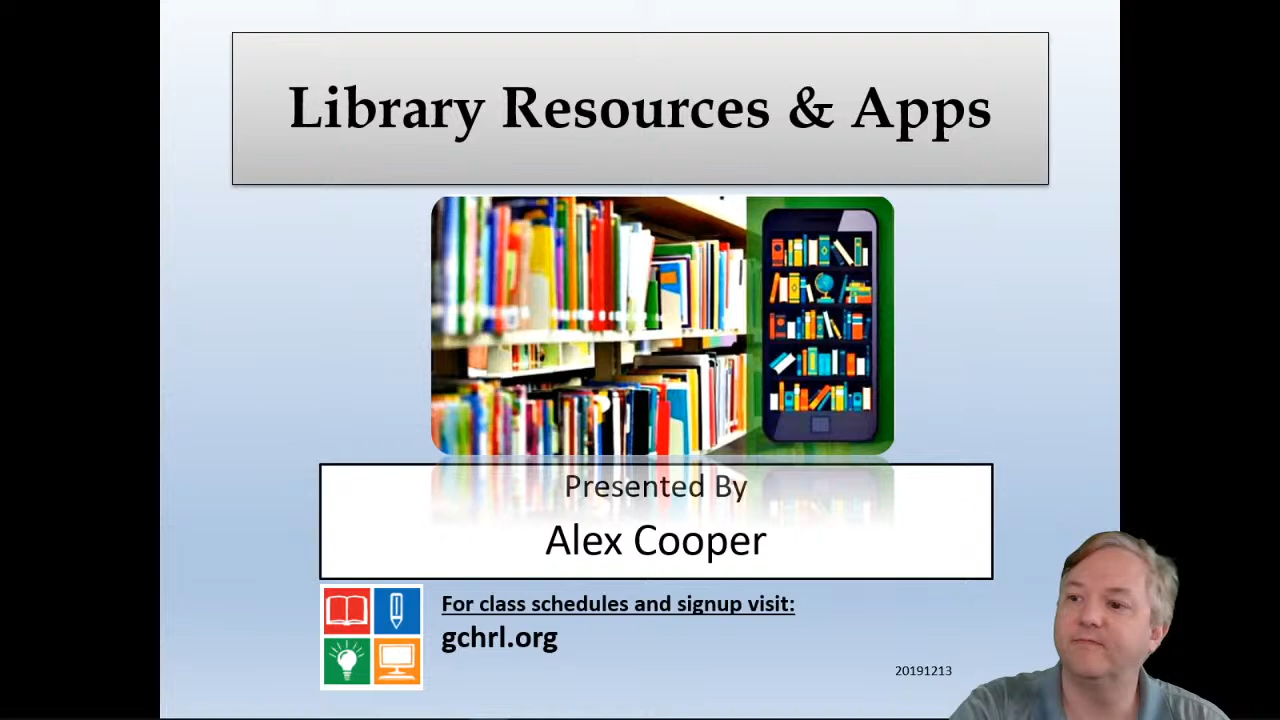 Library Resources & Apps
Presented By
Alex Cooper
For class schedules and signup visit:
gchrl.org
20191213